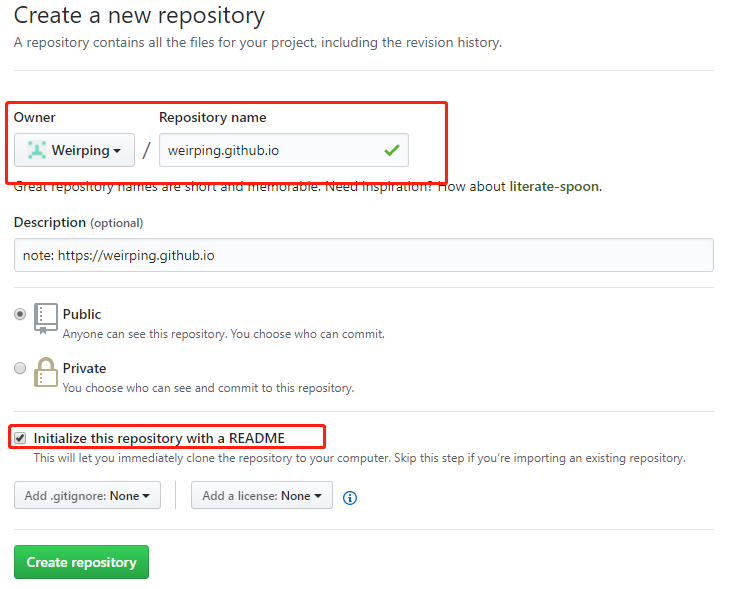 Create a new repository
A repository contains all the files for your project, including the revision history.
Owner
Repository name
Weirping / weirping.github.io
Great repository names are short and memorable. Need inspiration? How about literate-spoon.
Description (optional)
note: https://weirping.github.io
Public
Anyone can see this repository. You choose who can commit.
Private
You choose who can see and commit to this repository.
Initialize this repository with a README
This will let you immediately clone the repository to your computer. Skip this step if you’re importing an existing repository.
Add .gitignore: None
Add a license: None
Create repository